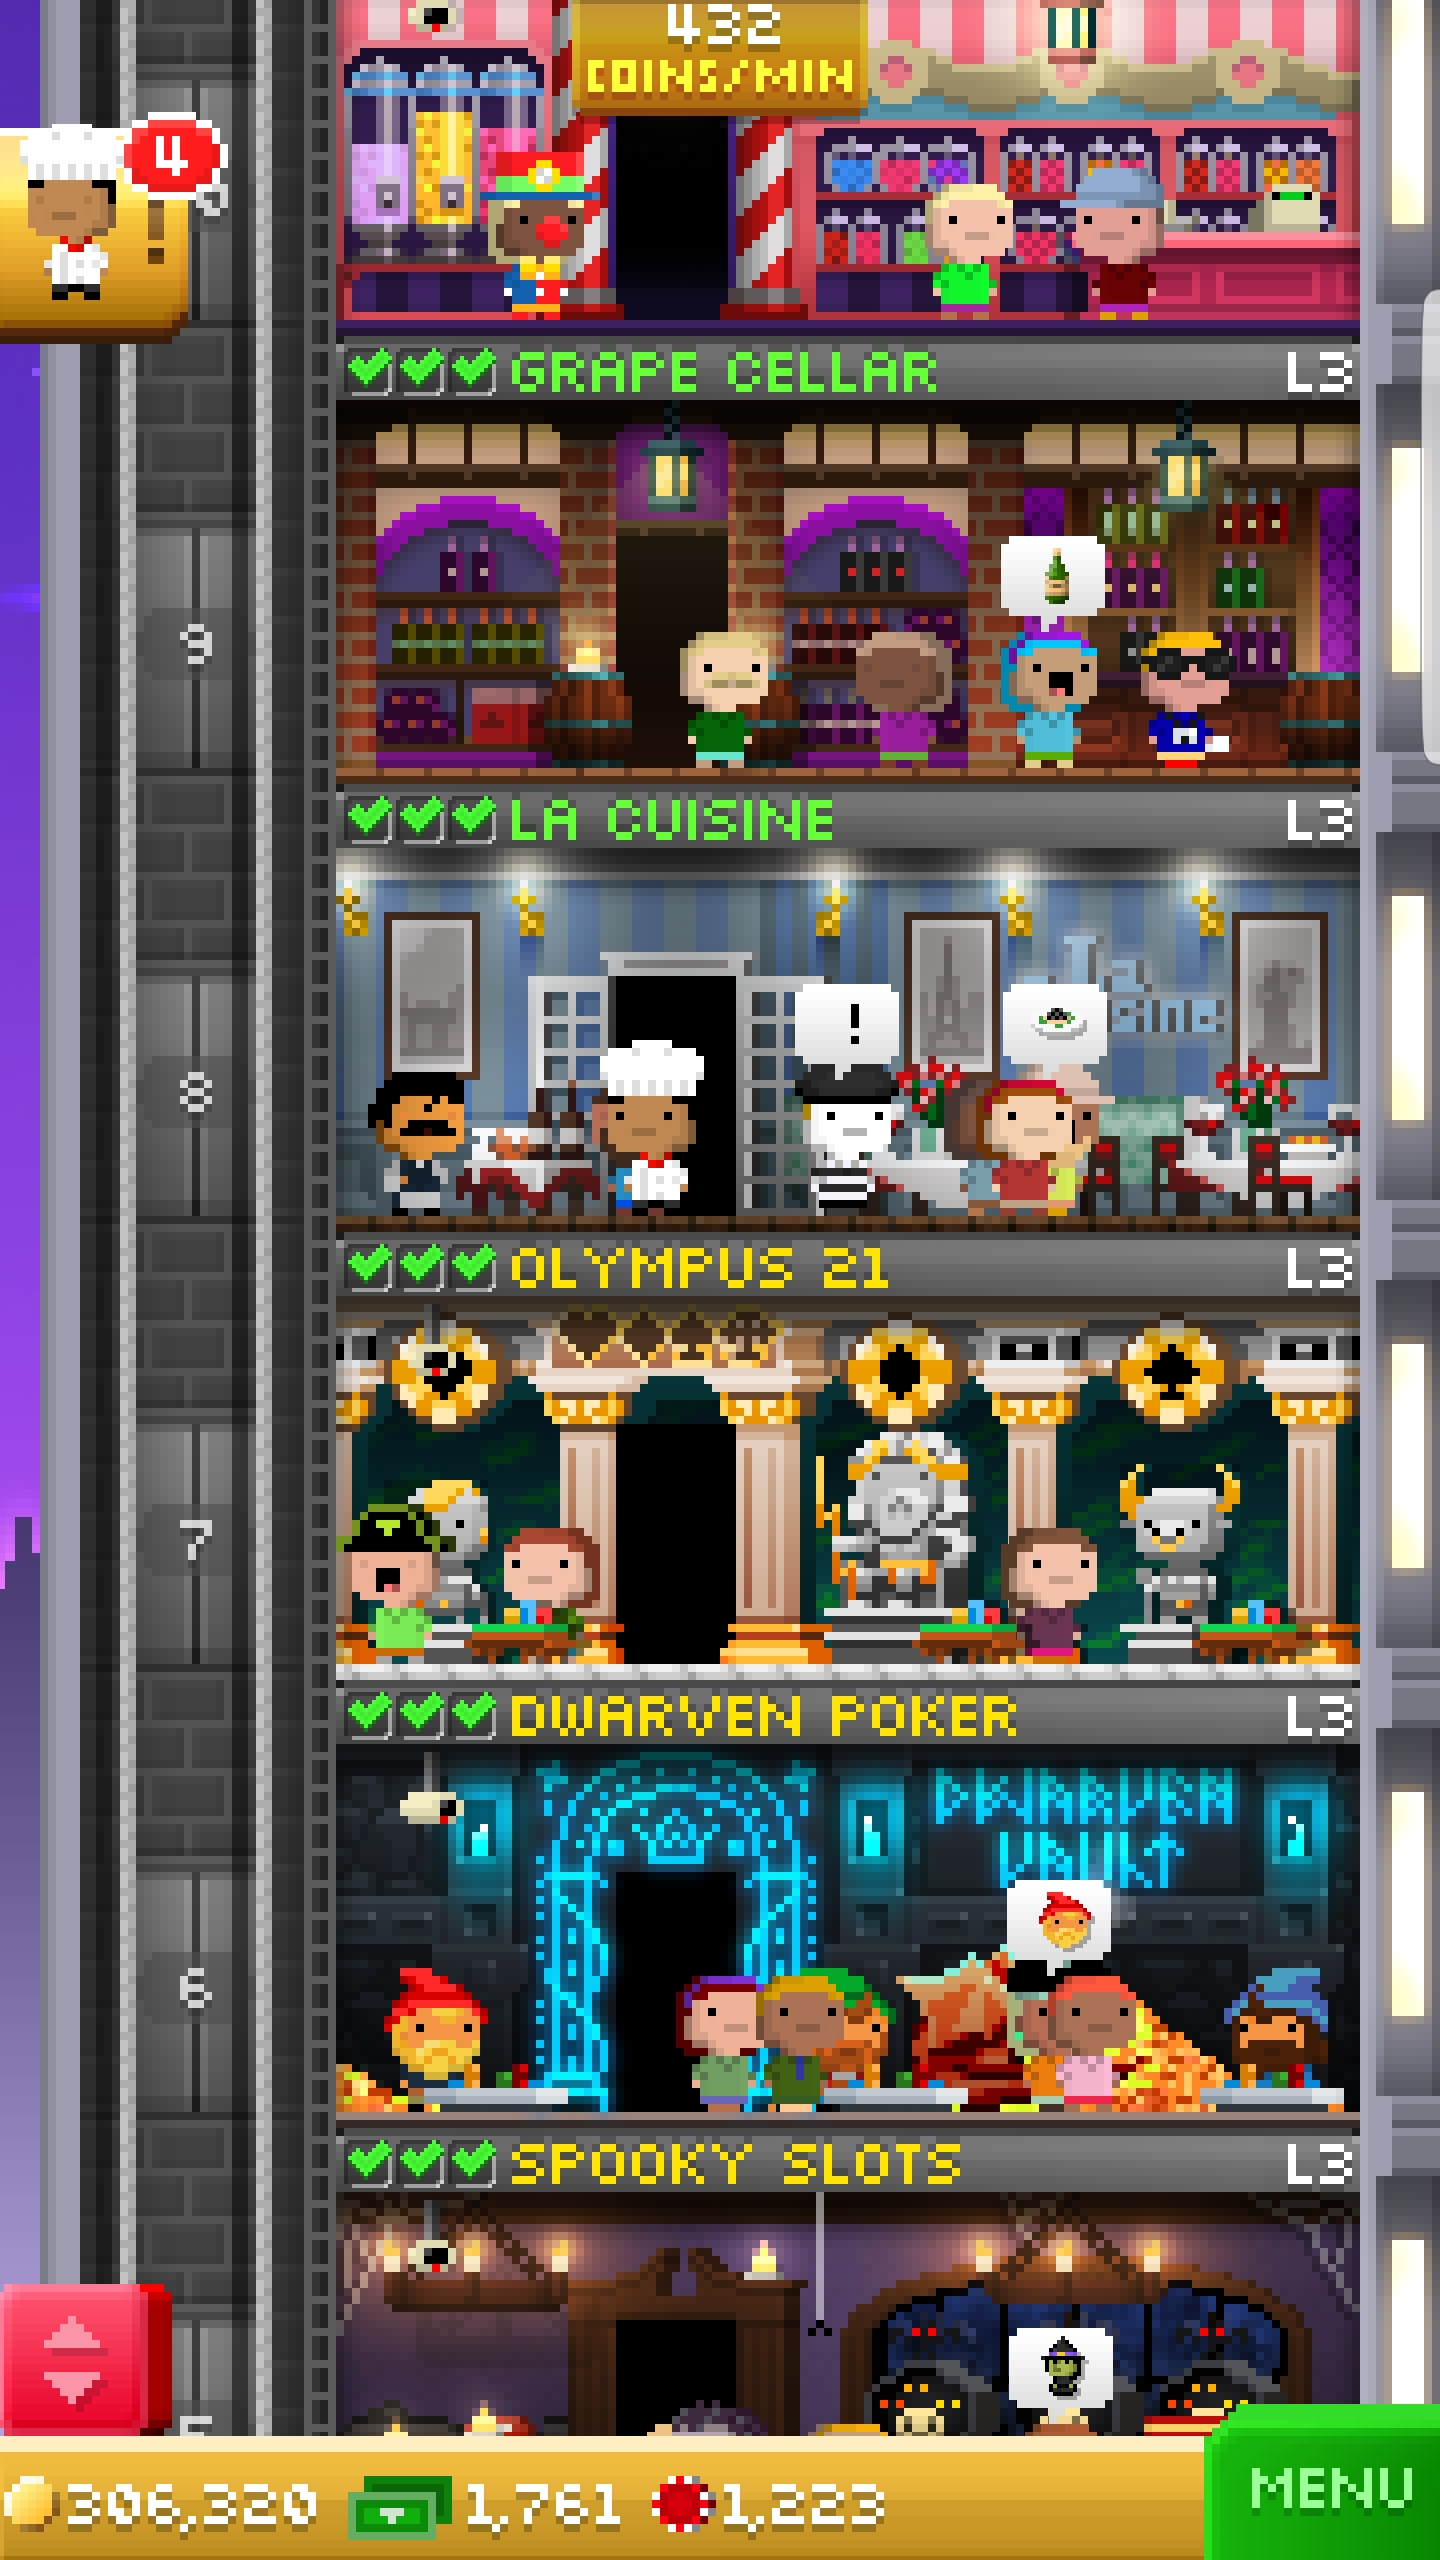 432
COINS/MIN
4
!
GRAPE CELLAR L3
9
LA CUISINE L3
!
La
8
OLYMPUS 21 L3
7
DWARVEN POKER L3
DWARVEN
VAULT
6
SPOOKY SLOTS L3
5
306,320 1,761 1,223
MENU